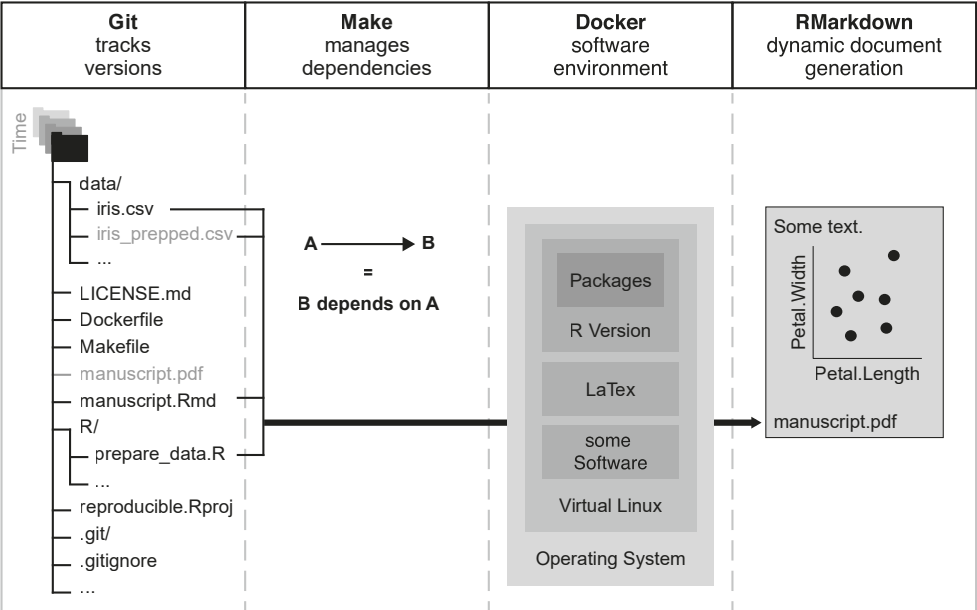 Git
tracks
versions
Make
manages
dependencies
Docker
software
environment
RMarkdown
dynamic document
generation
Time
data/
iris.csv
iris_prepped.csv
...
LICENSE.md
Dockerfile
Makefile
manuscript.pdf
manuscript.Rmd
R/
prepare_data.R
...
reproducible.Rproj
.git/
.gitignore
...
A B
=
B depends on A
Packages
R Version
LaTex
some
Software
Virtual Linux
Operating System
Some text.
Petal.Width
Petal.Length
manuscript.pdf